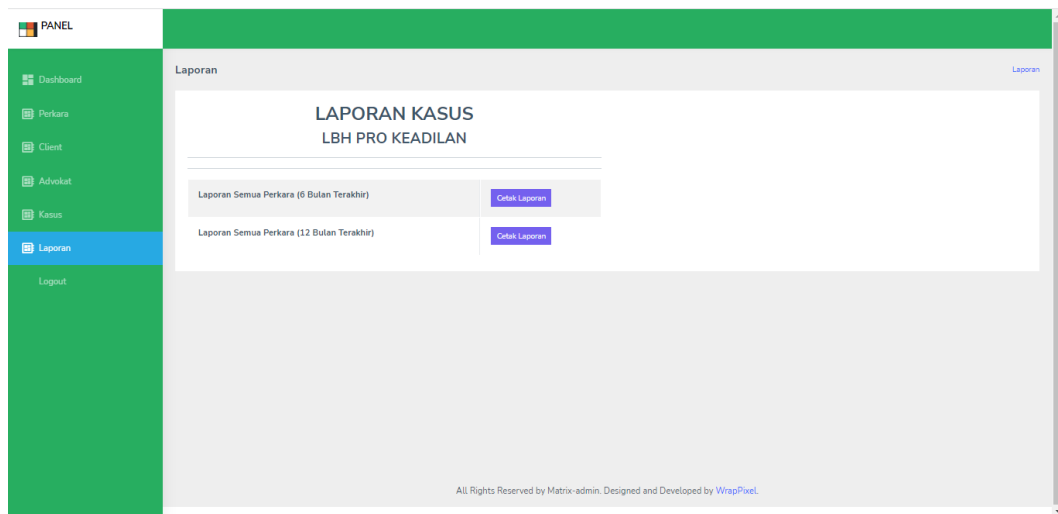 PANEL
Dashboard
Perkara
Client
Advokat
Kasus
Laporan
Logout
Laporan
Laporan
LAPORAN KASUS
LBH PRO KEADILAN
Laporan Semua Perkara (6 Bulan Terakhir)
Cetak Laporan
Laporan Semua Perkara (12 Bulan Terakhir)
Cetak Laporan
All Rights Reserved by Matrix-admin. Designed and Developed by WrapPixel.